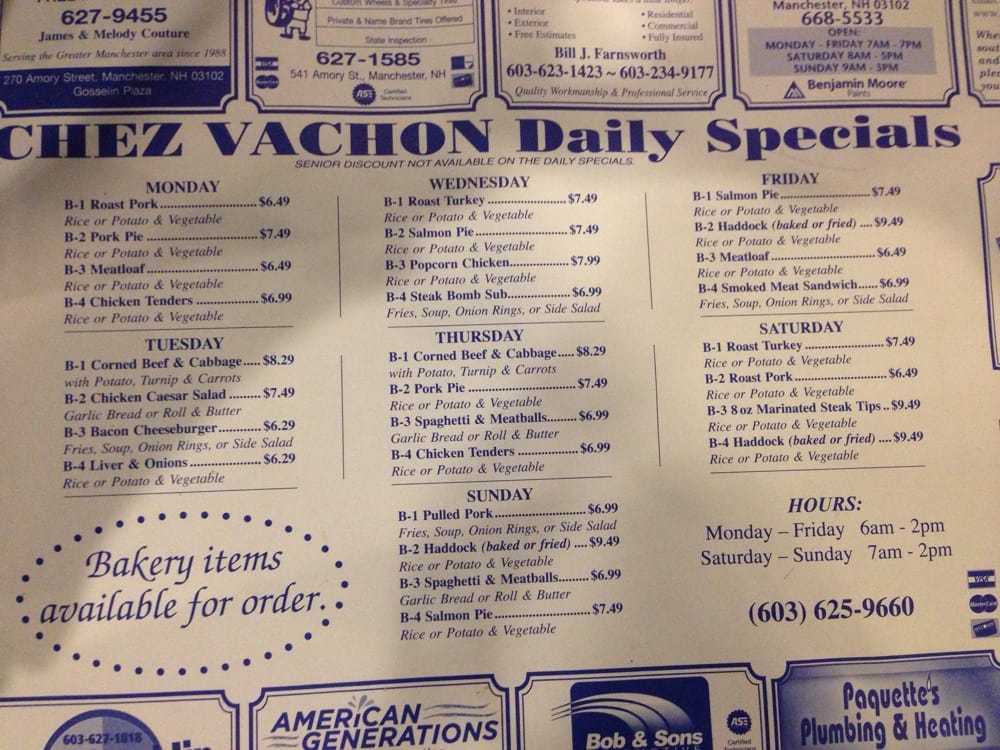 627-9455
James & Melody Couture
Serving the Greater Manchester area since 1988
270 Amory Street, Manchester, NH 03102
Gosselin Plaza
Custom Wheels & Specialty Tires
Private & Name Brand Tires Offered
State Inspection
627-1585
541 Amory St., Manchester, NH
VISA
MasterCard
ASE
Certified
Technicians
• Interior
• Exterior
• Free Estimates
• Residential
• Commercial
• Fully Insured
Bill J. Farnsworth
603-623-1423 ~ 603-234-9177
Quality Workmanship & Professional Service
Manchester, NH 03102
668-5533
OPEN:
MONDAY - FRIDAY 7AM - 7PM
SATURDAY 8AM - 5PM
SUNDAY 9AM - 3PM
Benjamin Moore
Paints
CHEZ VACHON Daily Specials
SENIOR DISCOUNT NOT AVAILABLE ON THE DAILY SPECIALS.
MONDAY
B-1 Roast Pork ............................ $6.49
Rice or Potato & Vegetable
B-2 Pork Pie ................................ $7.49
Rice or Potato & Vegetable
B-3 Meatloaf ................................ $6.49
Rice or Potato & Vegetable
B-4 Chicken Tenders .................. $6.99
Rice or Potato & Vegetable
TUESDAY
B-1 Corned Beef & Cabbage ..... $8.29
with Potato, Turnip & Carrots
B-2 Chicken Caesar Salad ......... $7.49
Garlic Bread or Roll & Butter
B-3 Bacon Cheeseburger ............ $6.29
Fries, Soup, Onion Rings, or Side Salad
B-4 Liver & Onions .................... $6.29
Rice or Potato & Vegetable
WEDNESDAY
B-1 Roast Turkey ....................... $7.49
Rice or Potato & Vegetable
B-2 Salmon Pie ........................... $7.49
Rice or Potato & Vegetable
B-3 Popcorn Chicken ................. $7.99
Rice or Potato & Vegetable
B-4 Steak Bomb Sub .................. $6.99
Fries, Soup, Onion Rings, or Side Salad
THURSDAY
B-1 Corned Beef & Cabbage ..... $8.29
with Potato, Turnip & Carrots
B-2 Pork Pie ................................ $7.49
Rice or Potato & Vegetable
B-3 Spaghetti & Meatballs ......... $6.99
Garlic Bread or Roll & Butter
B-4 Chicken Tenders .................. $6.99
Rice or Potato & Vegetable
SUNDAY
B-1 Pulled Pork .......................... $6.99
Fries, Soup, Onion Rings, or Side Salad
B-2 Haddock (baked or fried) .... $9.49
Rice or Potato & Vegetable
B-3 Spaghetti & Meatballs ......... $6.99
Garlic Bread or Roll & Butter
B-4 Salmon Pie ........................... $7.49
Rice or Potato & Vegetable
FRIDAY
B-1 Salmon Pie ........................... $7.49
Rice or Potato & Vegetable
B-2 Haddock (baked or fried) .... $9.49
Rice or Potato & Vegetable
B-3 Meatloaf ............................... $6.49
Rice or Potato & Vegetable
B-4 Smoked Meat Sandwich ...... $6.99
Fries, Soup, Onion Rings, or Side Salad
SATURDAY
B-1 Roast Turkey ........................ $7.49
Rice or Potato & Vegetable
B-2 Roast Pork ........................... $6.49
Rice or Potato & Vegetable
B-3 8 oz Marinated Steak Tips .. $9.49
Rice or Potato & Vegetable
B-4 Haddock (baked or fried) .... $9.49
Rice or Potato & Vegetable
HOURS:
Monday – Friday 6am - 2pm
Saturday – Sunday 7am - 2pm
(603) 625-9660
VISA
MasterCard
Bakery items
available for order.
603-627-1818
AMERICAN
GENERATIONS
Bob & Sons
ASE
Certified
Paquette's
Plumbing & Heating